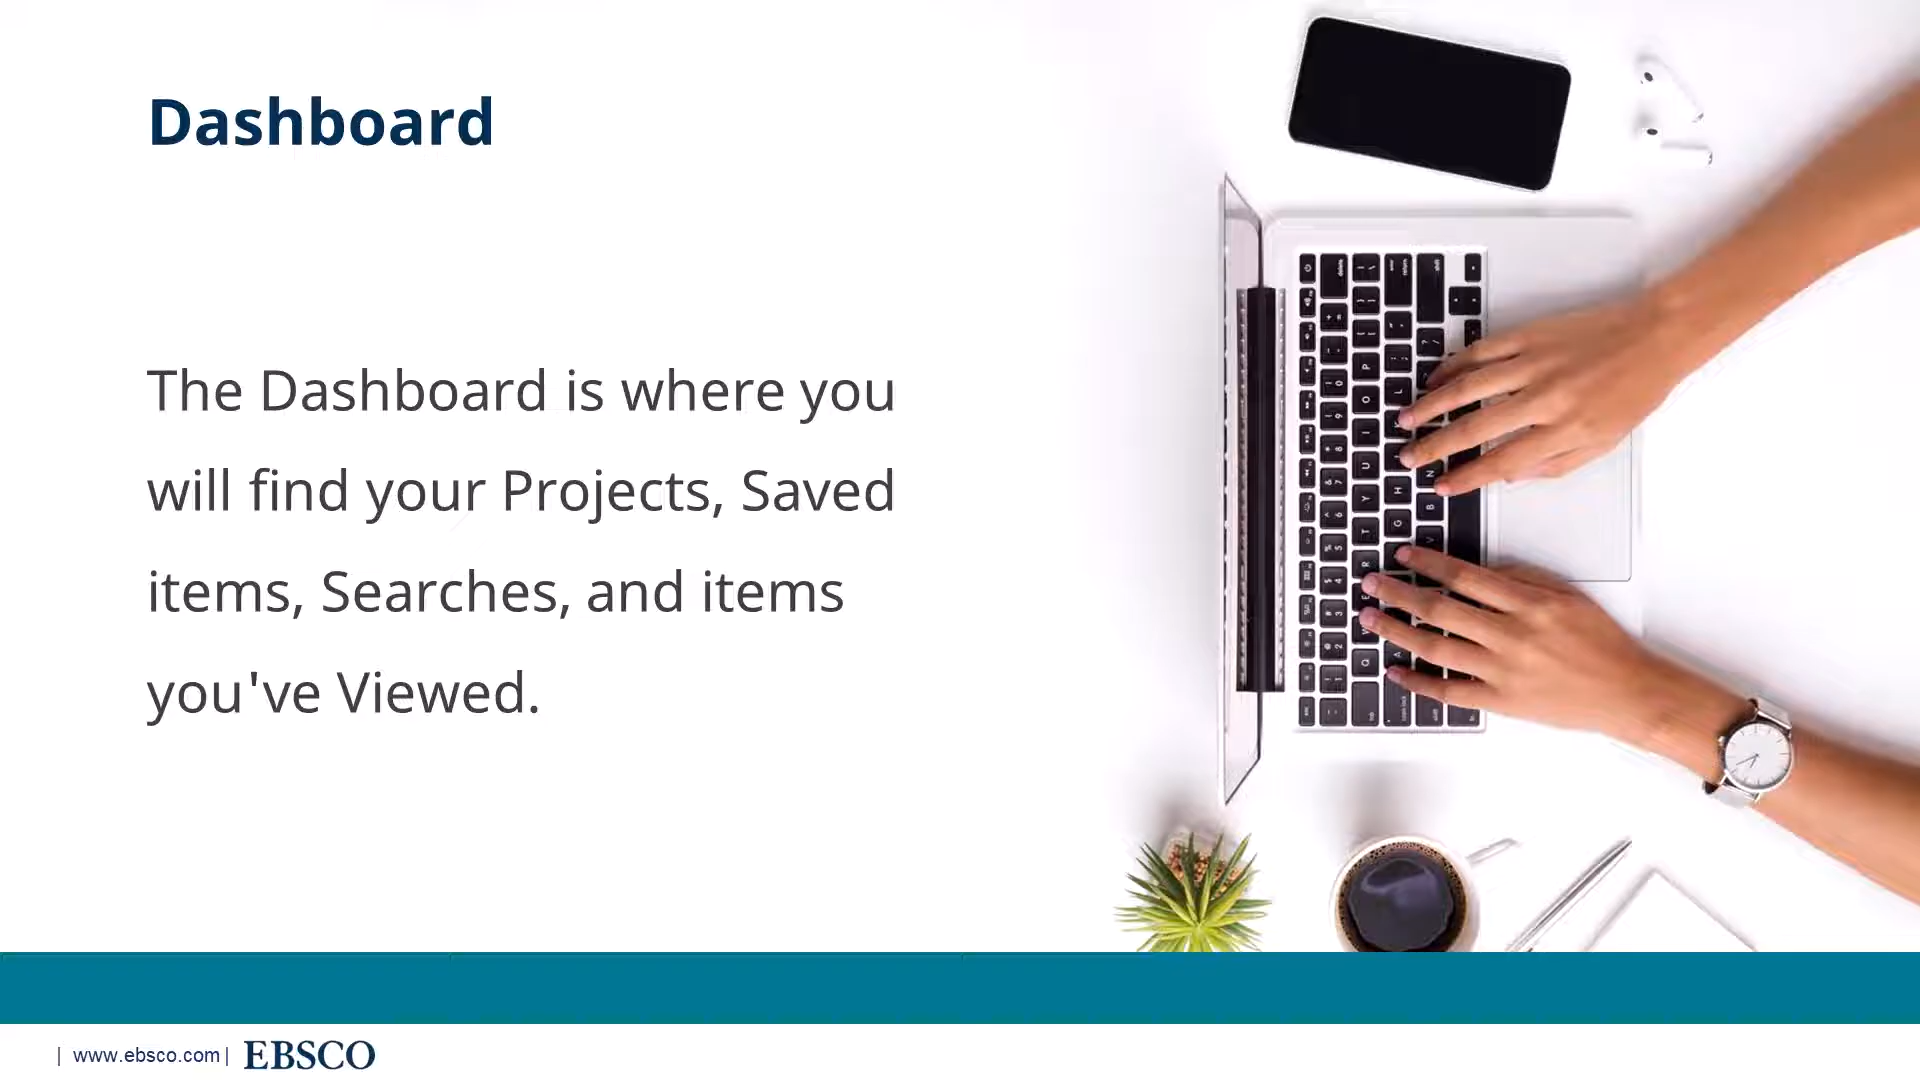 Dashboard
The Dashboard is where you
will find your Projects, Saved
items, Searches, and items
you've Viewed.
| www.ebsco.com | EBSCO